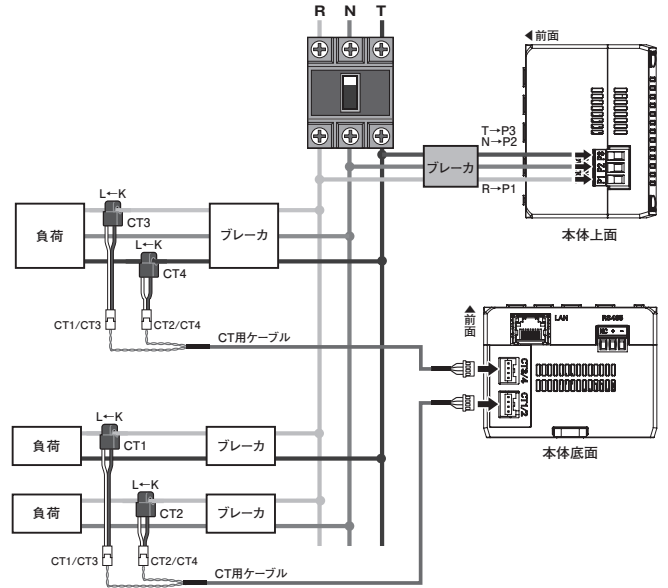 R N T
◀前面
T→P3
N→P2
ブレーカ
R→P1
P1 P2 P3
本体上面
負荷
L←K
CT3
ブレーカ
L←K
CT4
CT1/CT3
CT2/CT4
CT用ケーブル
▲前面
LAN
RS485
NC + -
CT3/4
CT1/2
本体底面
負荷
L←K
CT1
ブレーカ
負荷
L←K
CT2
ブレーカ
CT1/CT3
CT2/CT4
CT用ケーブル